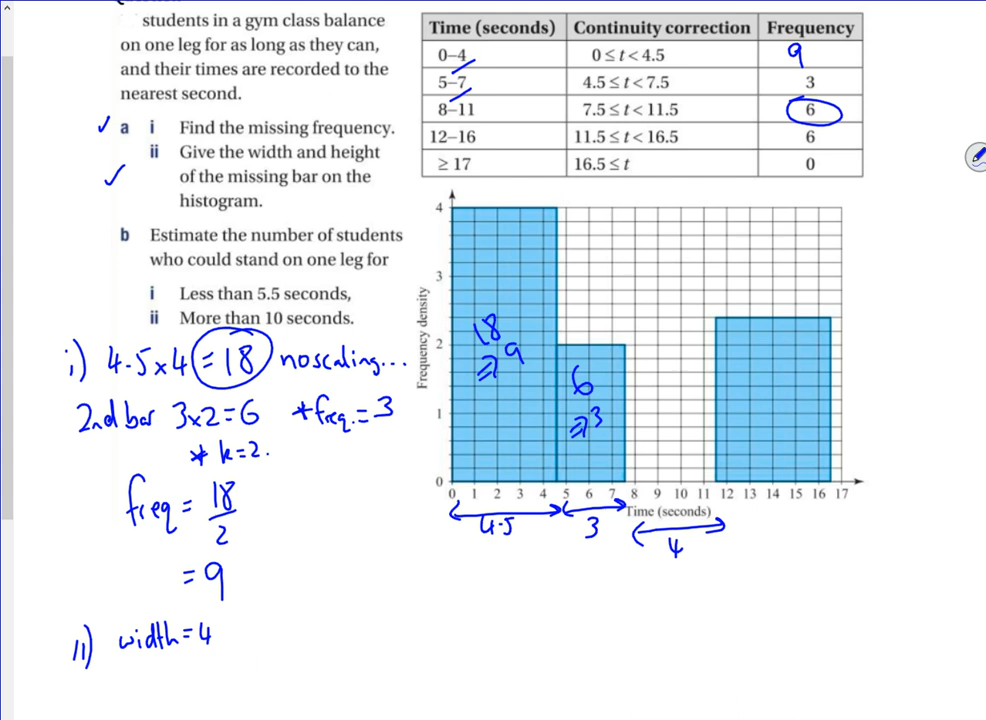 students in a gym class balance
on one leg for as long as they can,
and their times are recorded to the
nearest second.
a i Find the missing frequency.
ii Give the width and height
of the missing bar on the
histogram.
b Estimate the number of students
who could stand on one leg for
i Less than 5.5 seconds,
ii More than 10 seconds.
Time (seconds) Continuity correction Frequency
0–4 0 ≤ t < 4.5 9
5–7 4.5 ≤ t < 7.5 3
8–11 7.5 ≤ t < 11.5 6
12–16 11.5 ≤ t < 16.5 6
≥ 17 16.5 ≤ t 0
Frequency density
4
3
2
1
0
18
⇒ 9
6
⇒ 3
0 1 2 3 4 5 6 7 8 9 10 11 12 13 14 15 16 17
Time (seconds)
4.5 3 4
i) 4.5 × 4 = 18 no scaling...
2nd bar 3×2=6 * freq. = 3
* k=2.
freq = 18/2
= 9
ii) width = 4